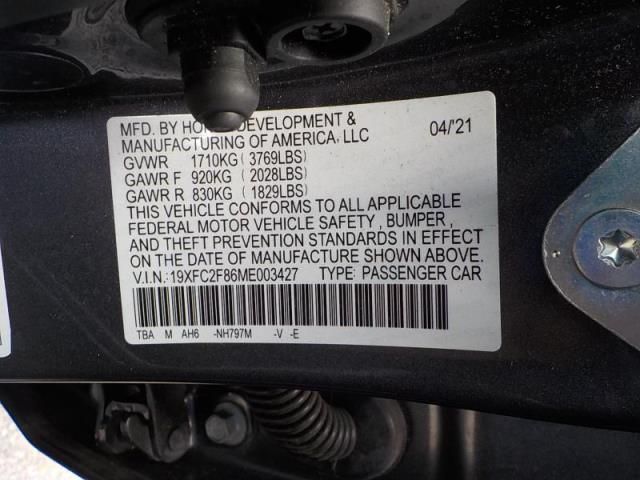 MFD. BY DEVELOPMENT & 04/'21
MANUFACTURING OF AMERICA, LLC
GVWR 1710KG (3769LBS)
GAWR F 920KG (2028LBS)
GAWR R 830KG (1829LBS)
THIS VEHICLE CONFORMS TO ALL APPLICABLE
FEDERAL MOTOR VEHICLE SAFETY , BUMPER ,
AND THEFT PREVENTION STANDARDS IN EFFECT
ON THE DATE OF MANUFACTURE SHOWN ABOVE.
V.I.N.: 19XFC2F86ME003427 TYPE: PASSENGER CAR
TBA M AH6 -NH797M -V -E